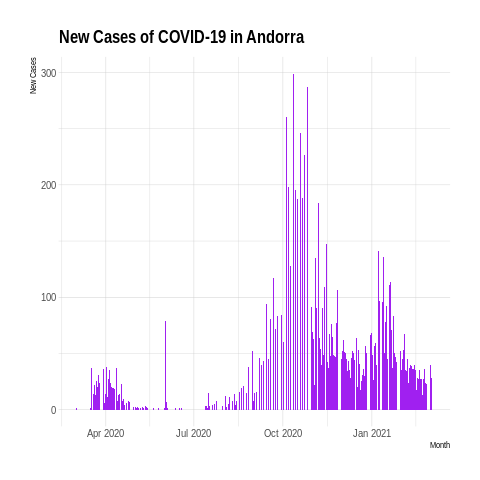 New Cases of COVID-19 in Andorra
New Cases
300
200
100
0
Apr 2020 Jul 2020 Oct 2020 Jan 2021
Month